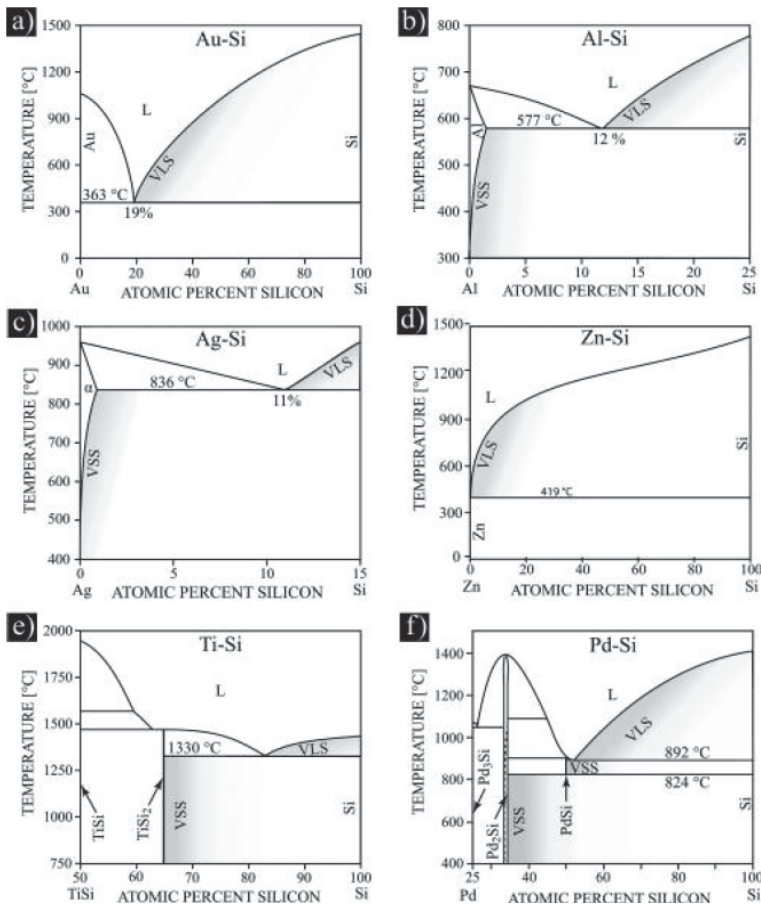 a)
Au-Si
TEMPERATURE [°C]
1500
1200
900
600
300
0
L
Au
VLS
Si
363 °C
19%
0 20 40 60 80 100
Au ATOMIC PERCENT SILICON Si
b)
Al-Si
TEMPERATURE [°C]
800
700
600
500
400
300
L
577 °C
VLS
Al
12 %
Si
VSS
0 5 10 15 20 25
Al ATOMIC PERCENT SILICON Si
c)
Ag-Si
TEMPERATURE [°C]
1000
900
800
700
600
500
400
L
VLS
α
836 °C
11%
VSS
0 5 10 15
Ag ATOMIC PERCENT SILICON Si
d)
Zn-Si
TEMPERATURE [°C]
1500
1200
900
600
300
0
L
VLS
Si
419 °C
Zn
0 20 40 60 80 100
Zn ATOMIC PERCENT SILICON Si
e)
Ti-Si
TEMPERATURE [°C]
2000
1750
1500
1250
1000
750
L
1330 °C
VLS
TiSi
TiSi2
VSS
Si
50 60 70 80 90 100
TiSi ATOMIC PERCENT SILICON Si
f)
Pd-Si
TEMPERATURE [°C]
1400
1200
1000
800
600
400
L
VLS
892 °C
VSS
824 °C
Pd3Si
Pd2Si
VSS
PdSi
Si
25 40 60 80 100
Pd ATOMIC PERCENT SILICON Si